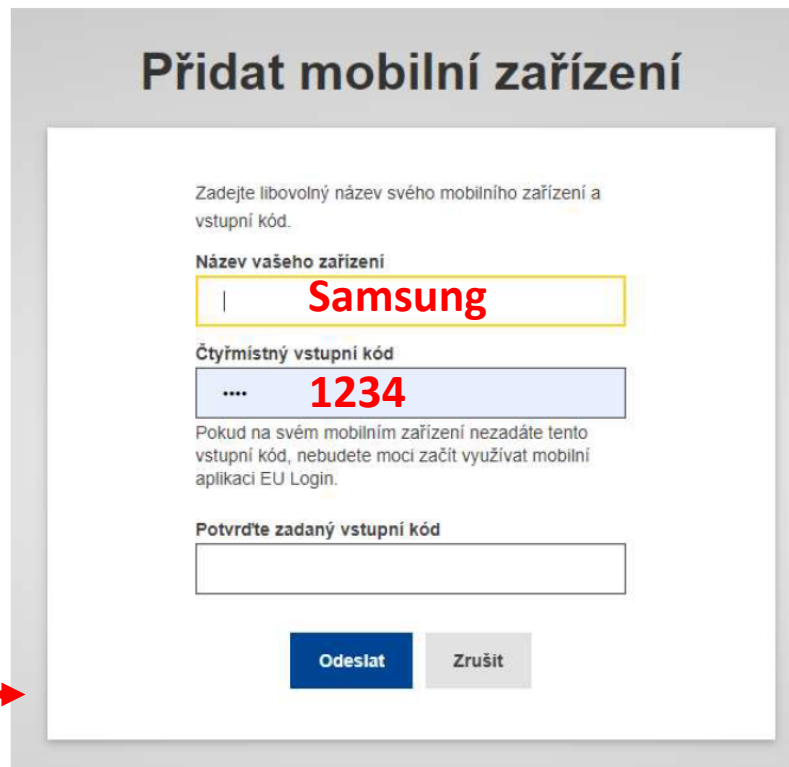 Přidat mobilní zařízení
Zadejte libovolný název svého mobilního zařízení a
vstupní kód.
Název vašeho zařízení
Samsung
Čtyřmístný vstupní kód
•••• 1234
Pokud na svém mobilním zařízení nezadáte tento
vstupní kód, nebudete moci začít využívat mobilní
aplikaci EU Login.
Potvrďte zadaný vstupní kód
Odeslat Zrušit